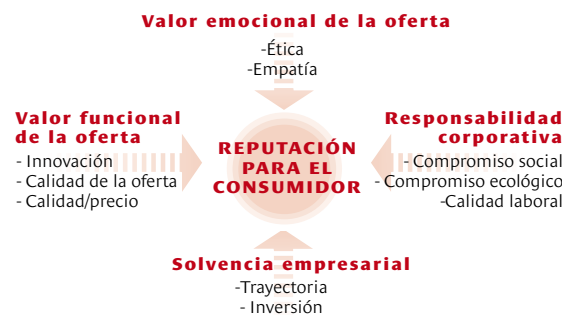 Valor emocional de la oferta
-Ética
-Empatía
Valor funcional
de la oferta
- Innovación
- Calidad de la oferta
- Calidad/precio
REPUTACIÓN
PARA EL
CONSUMIDOR
Responsabilidad
corporativa
- Compromiso social
- Compromiso ecológico
-Calidad laboral
Solvencia empresarial
-Trayectoria
- Inversión